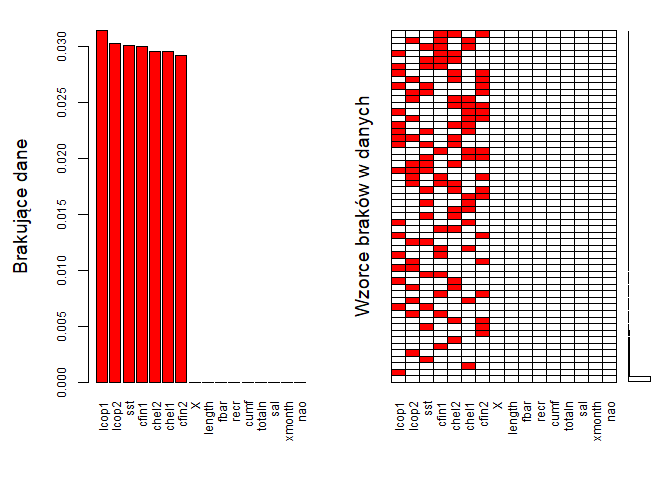 Brakujące dane
0.030
0.025
0.020
0.015
0.010
0.005
0.000
lcop1
lcop2
sst
cfin1
chel2
chel1
cfin2
X
length
fbar
recr
cumf
totaln
sal
xmonth
nao
Wzorce braków w danych
lcop1
lcop2
sst
cfin1
chel2
chel1
cfin2
X
length
fbar
recr
cumf
totaln
sal
xmonth
nao